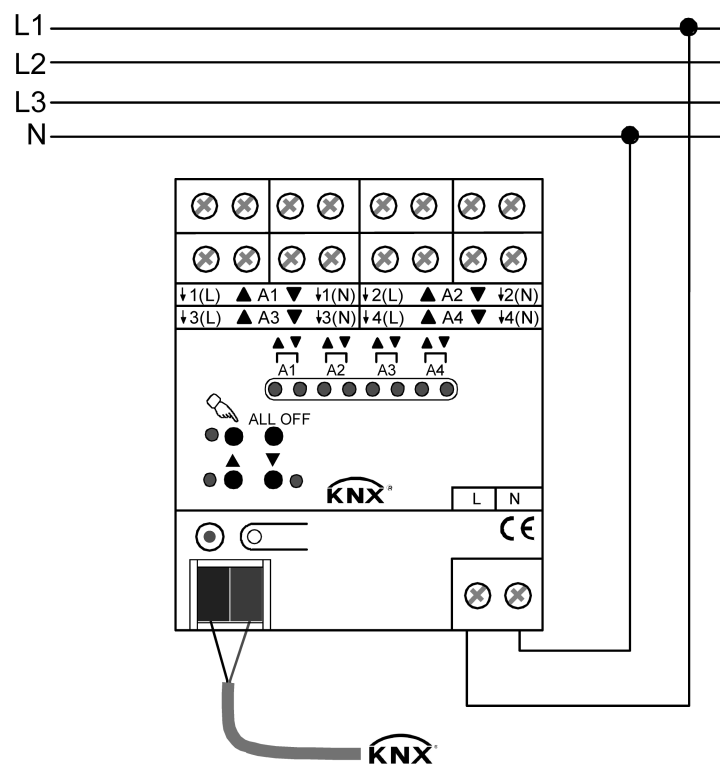 L1
L2
L3
N
↓1(L) ▲ A1 ▼ ↓1(N) ↓2(L) ▲ A2 ▼ ↓2(N)
↓3(L) ▲ A3 ▼ ↓3(N) ↓4(L) ▲ A4 ▼ ↓4(N)
▲▼ ▲▼ ▲▼ ▲▼
A1 A2 A3 A4
ALL OFF
▲ ▼
KNX®
L N
CE
KNX®